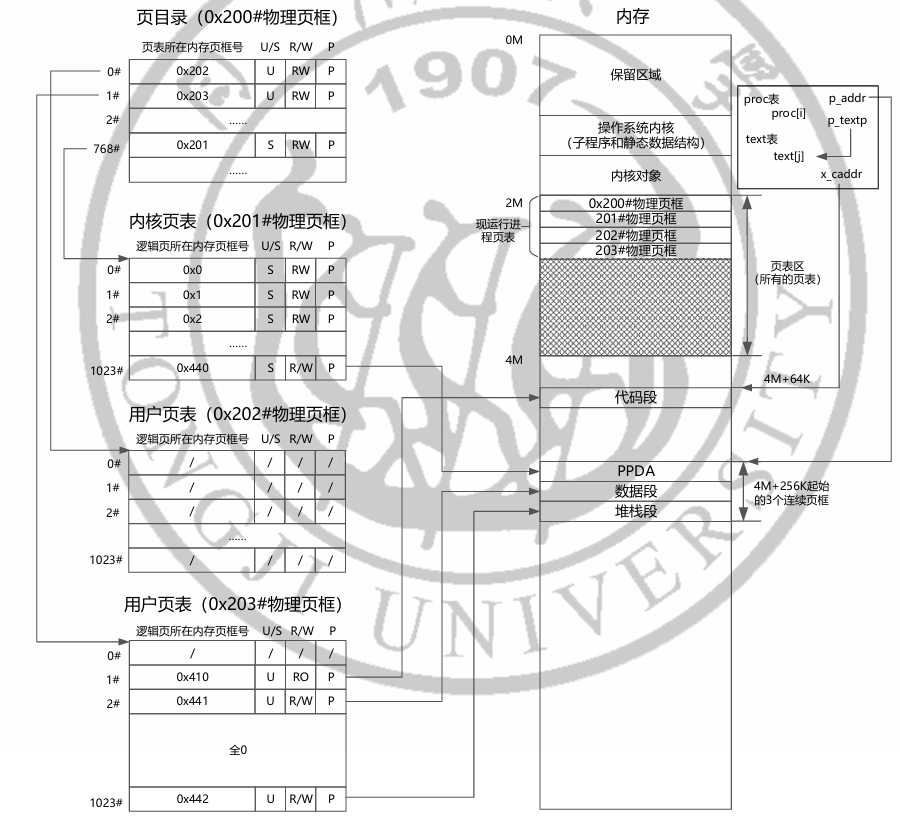 页目录（0x200#物理页框）
页表所在内存页框号 U/S R/W P
0# 0x202 U RW P
1# 0x203 U RW P
2# ......
768# 0x201 S RW P
......
内核页表（0x201#物理页框）
逻辑页所在内存页框号 U/S R/W P
0# 0x0 S RW P
1# 0x1 S RW P
2# 0x2 S RW P
......
1023# 0x440 S R/W P
用户页表（0x202#物理页框）
逻辑页所在内存页框号 U/S R/W P
0# / / / /
1# / / / /
2# / / / /
......
1023# / / / /
用户页表（0x203#物理页框）
逻辑页所在内存页框号 U/S R/W P
0# / / / /
1# 0x410 U RO P
2# 0x441 U R/W P
全0
1023# 0x442 U R/W P
内存
0M
保留区域
操作系统内核
（子程序和静态数据结构）
内核对象
2M
0x200#物理页框
201#物理页框
202#物理页框
203#物理页框
现运行进
程页表
页表区
（所有的页表）
4M
4M+64K
代码段
PPDA
数据段
堆栈段
4M+256K起始
的3个连续页框
proc表 p_addr
proc[i]
p_textp
text表
text[j]
x_caddr
1907
TONGJI UNIVERSITY